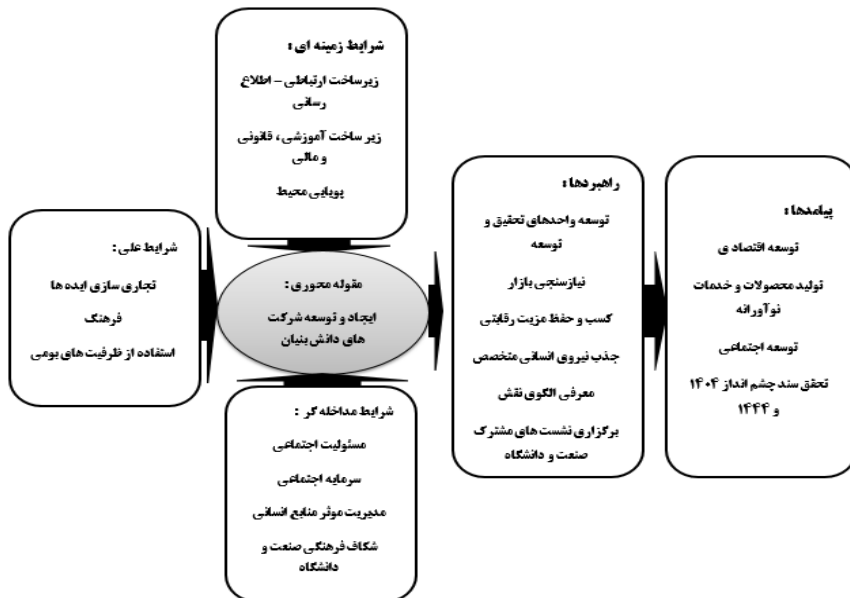 شرایط زمینه ای :
زیرساخت ارتباطی – اطلاع
رسانی
زیر ساخت آموزشی، قانونی
و مالی
پویایی محیط
شرایط علی :
تجاری سازی ایده ها
فرهنگ
استفاده از ظرفیت های بومی
مقوله محوری :
ایجاد و توسعه شرکت
های دانش بنیان
شرایط مداخله گر :
مسئولیت اجتماعی
سرمایه اجتماعی
مدیریت موثر منابع انسانی
شکاف فرهنگی صنعت و
دانشگاه
راهبردها :
توسعه واحدهای تحقیق و
توسعه
نیازسنجی بازار
کسب و حفظ مزیت رقابتی
جذب نیروی انسانی متخصص
معرفی الگوی نقش
برگزاری نشست های مشترک
صنعت و دانشگاه
پیامدها :
توسعه اقتصاد ی
تولید محصولات و خدمات
نوآورانه
توسعه اجتماعی
تحقق سند چشم انداز ۱۴۰۴
و ۱۴۴۴